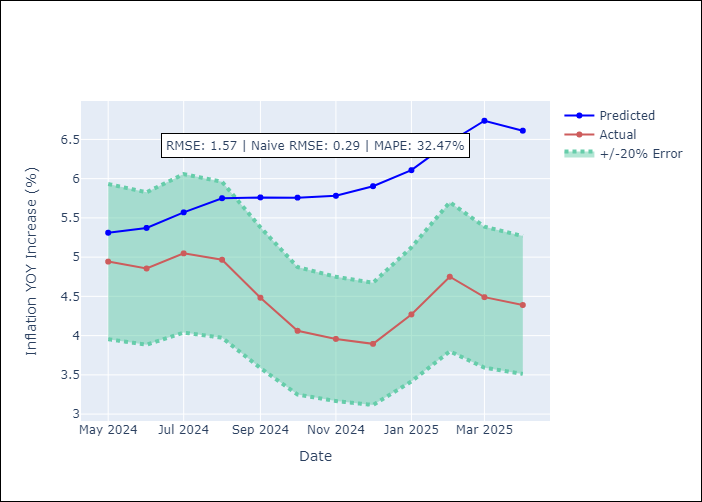 Predicted
Actual
+/-20% Error
RMSE: 1.57 | Naive RMSE: 0.29 | MAPE: 32.47%
Inflation YOY Increase (%)
6.5
6
5.5
5
4.5
4
3.5
3
May 2024 Jul 2024 Sep 2024 Nov 2024 Jan 2025 Mar 2025
Date